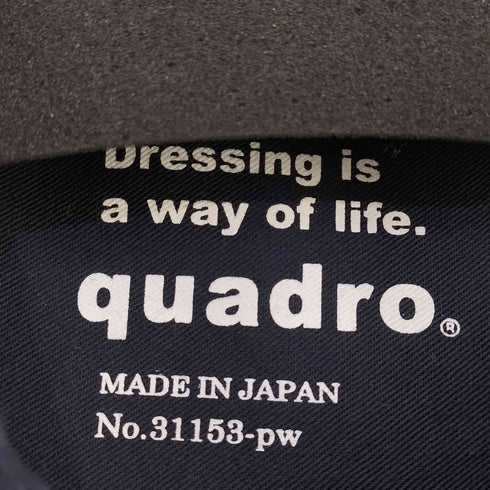 Dressing is
a way of life.
quadro®
MADE IN JAPAN
No.31153-pw